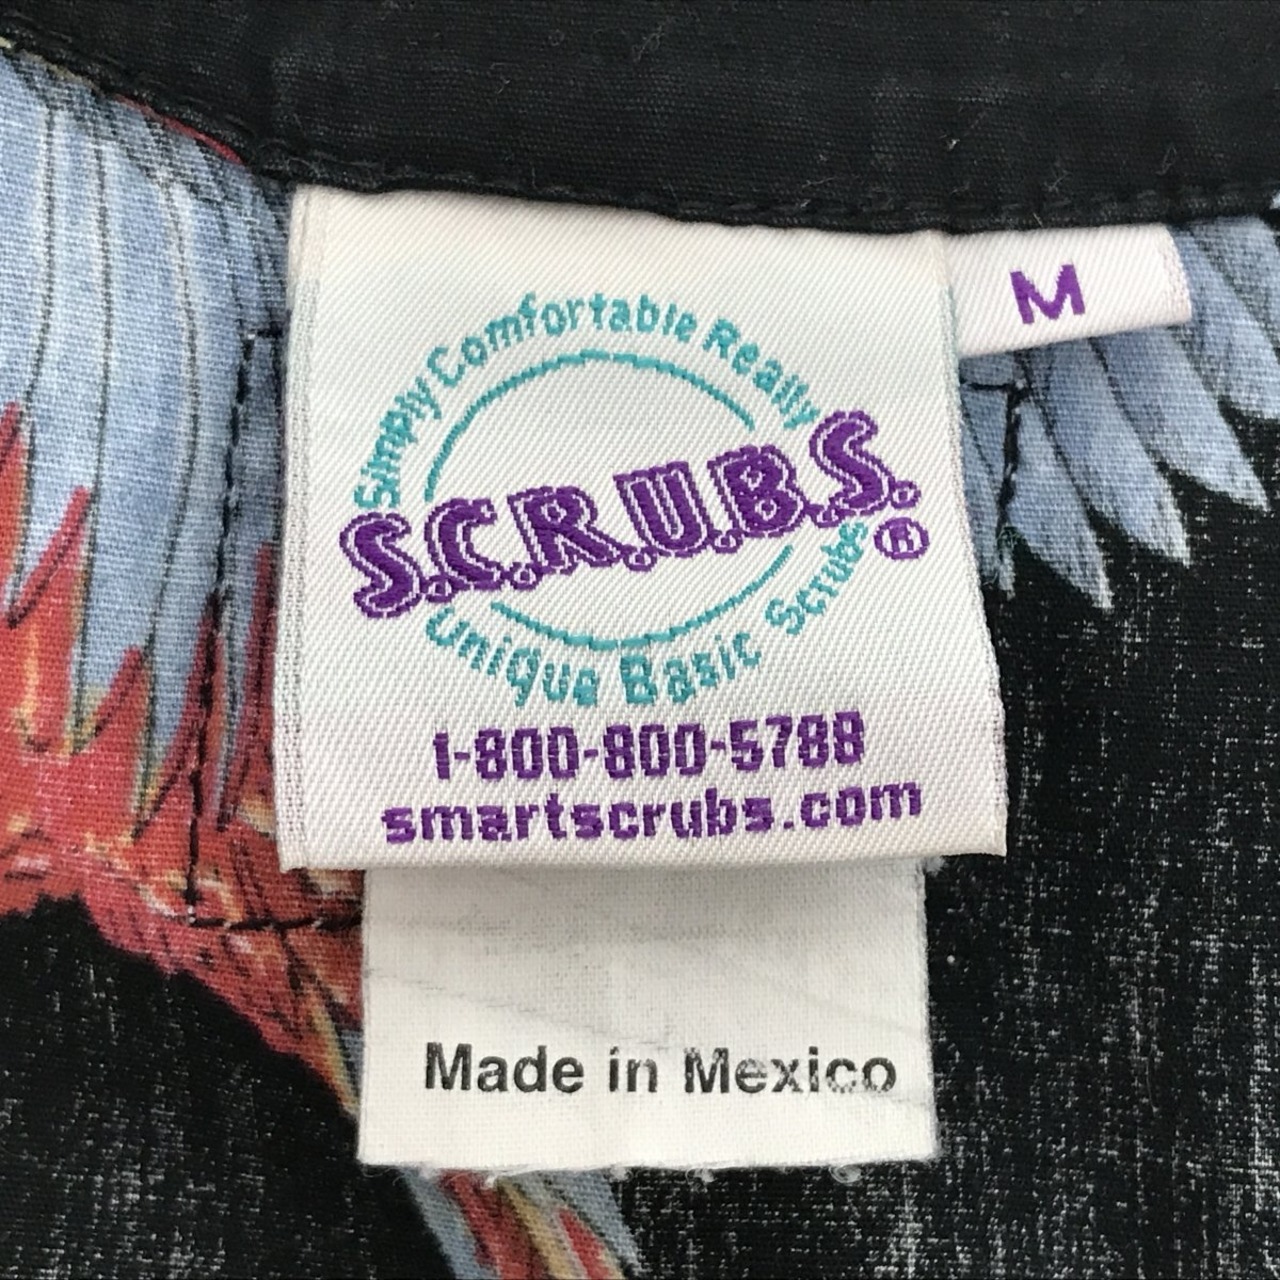 Simply Comfortable Really
M
S.C.R.U.B.S.®
Unique Basic Scrubs
1-800-800-5788
smartscrubs.com
Made in Mexico